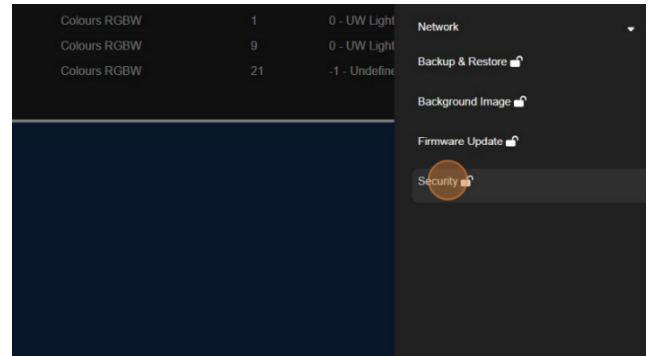 Colours RGBW 1 0 - UW Light
Colours RGBW 9 0 - UW Light
Colours RGBW 21 -1 - Undefine
Network
Backup & Restore
Background Image
Firmware Update
Security